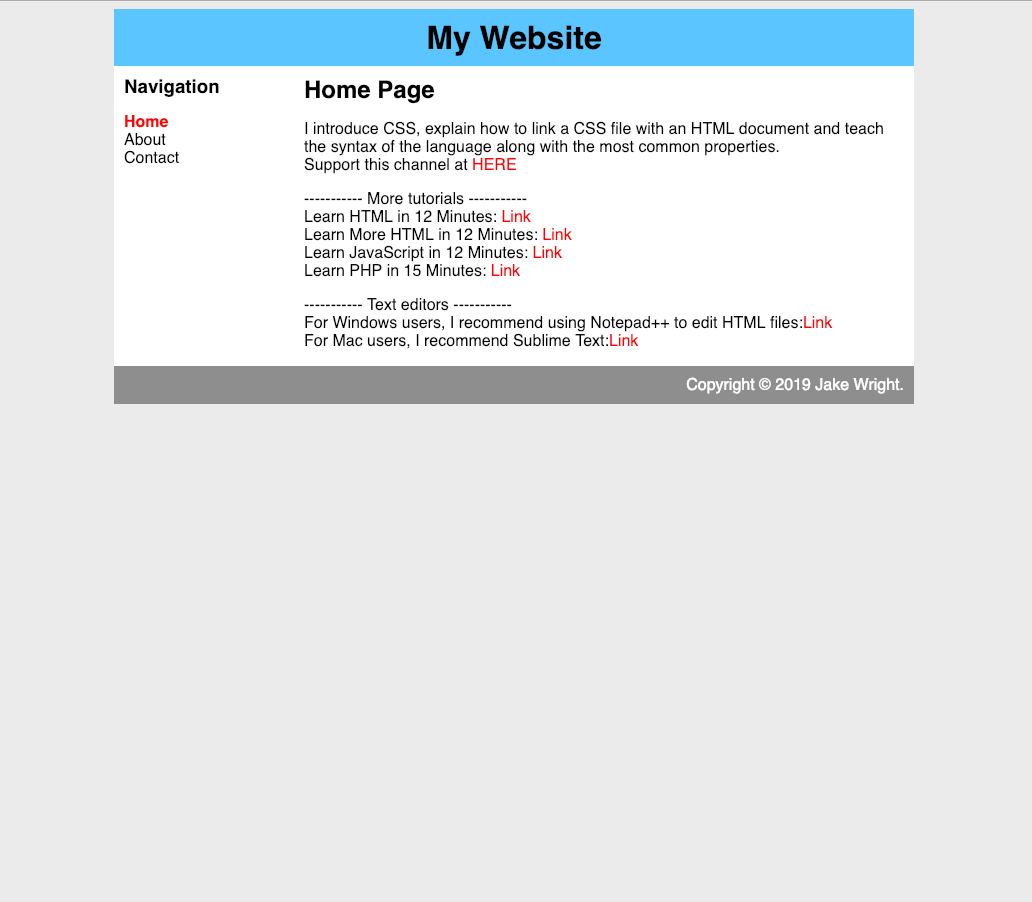 My Website
Navigation
Home
About
Contact
Home Page
I introduce CSS, explain how to link a CSS file with an HTML document and teach
the syntax of the language along with the most common properties.
Support this channel at HERE
----------- More tutorials -----------
Learn HTML in 12 Minutes: Link
Learn More HTML in 12 Minutes: Link
Learn JavaScript in 12 Minutes: Link
Learn PHP in 15 Minutes: Link
----------- Text editors -----------
For Windows users, I recommend using Notepad++ to edit HTML files:Link
For Mac users, I recommend Sublime Text:Link
Copyright © 2019 Jake Wright.